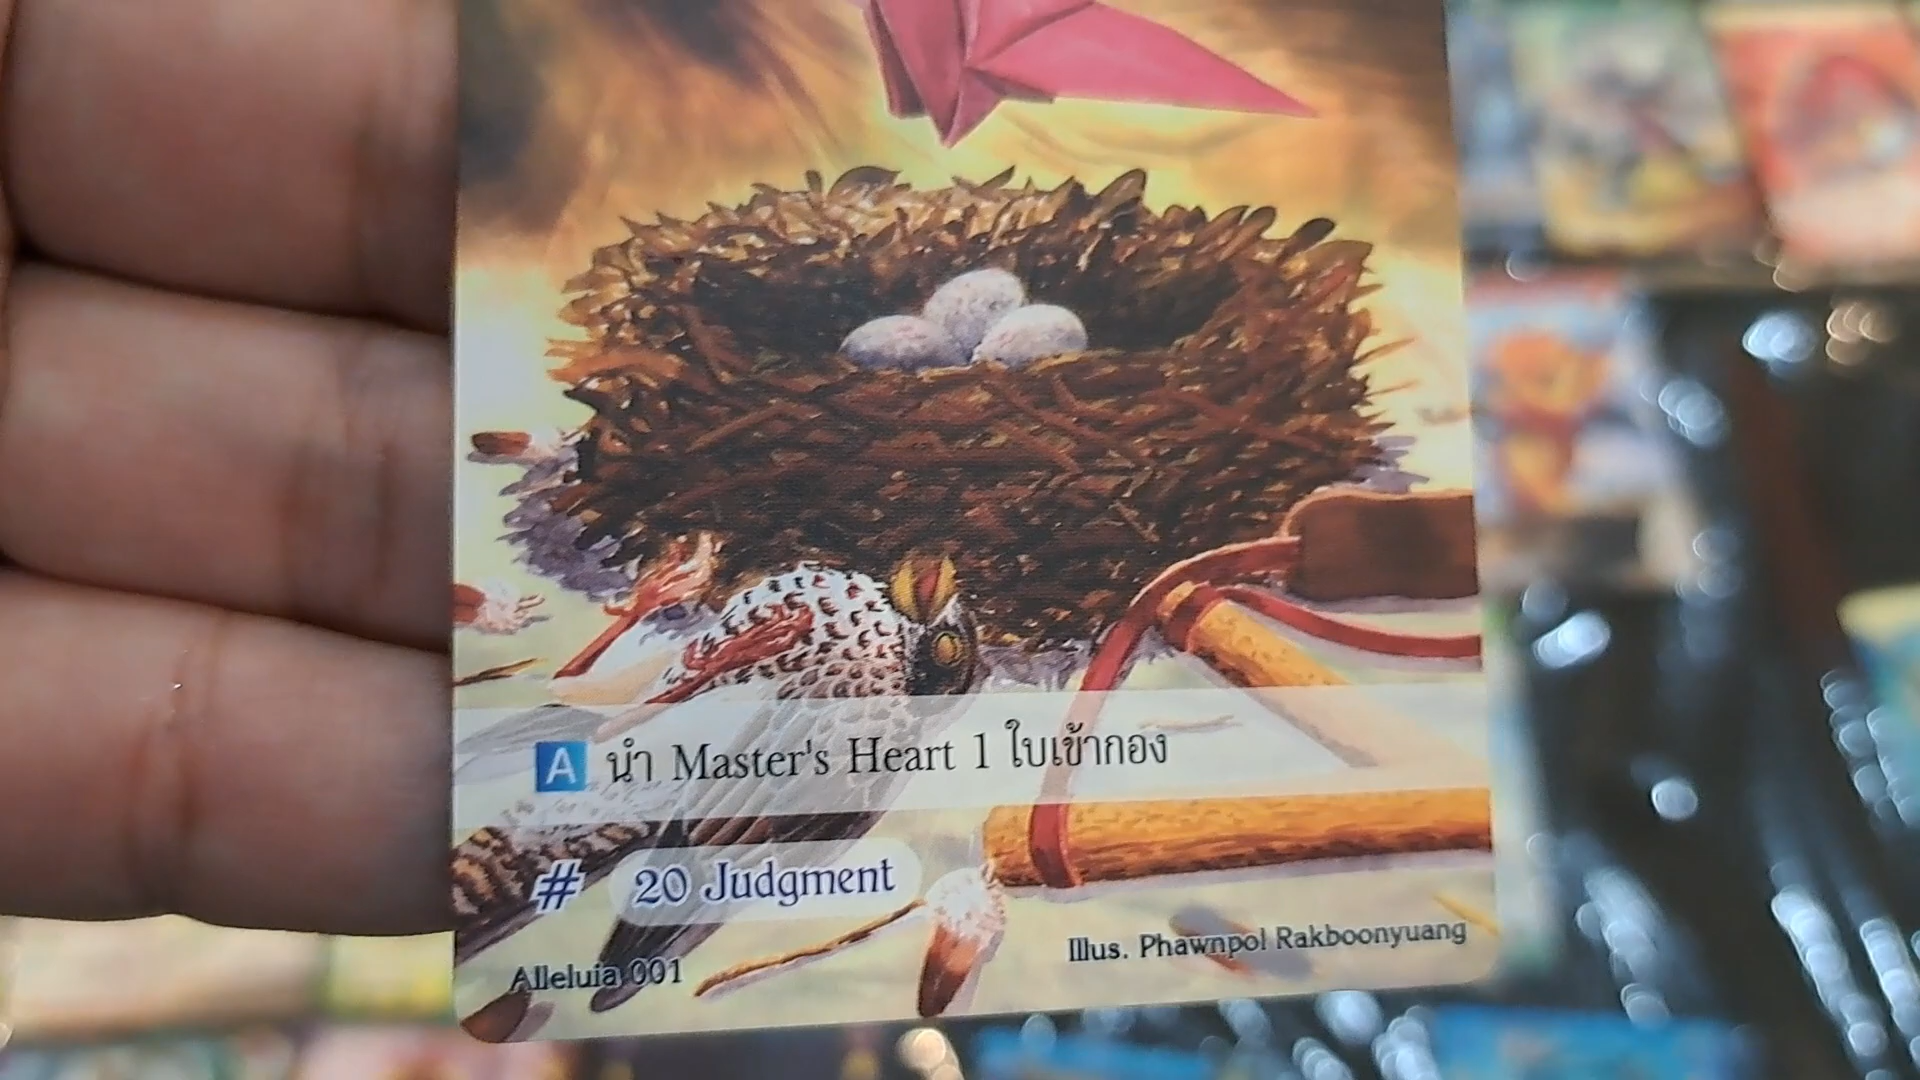 A นำ Master's Heart 1 ใบเข้ากอง
# 20 Judgment
Illus. Phawnpol Rakboonyuang
Alleluia 001